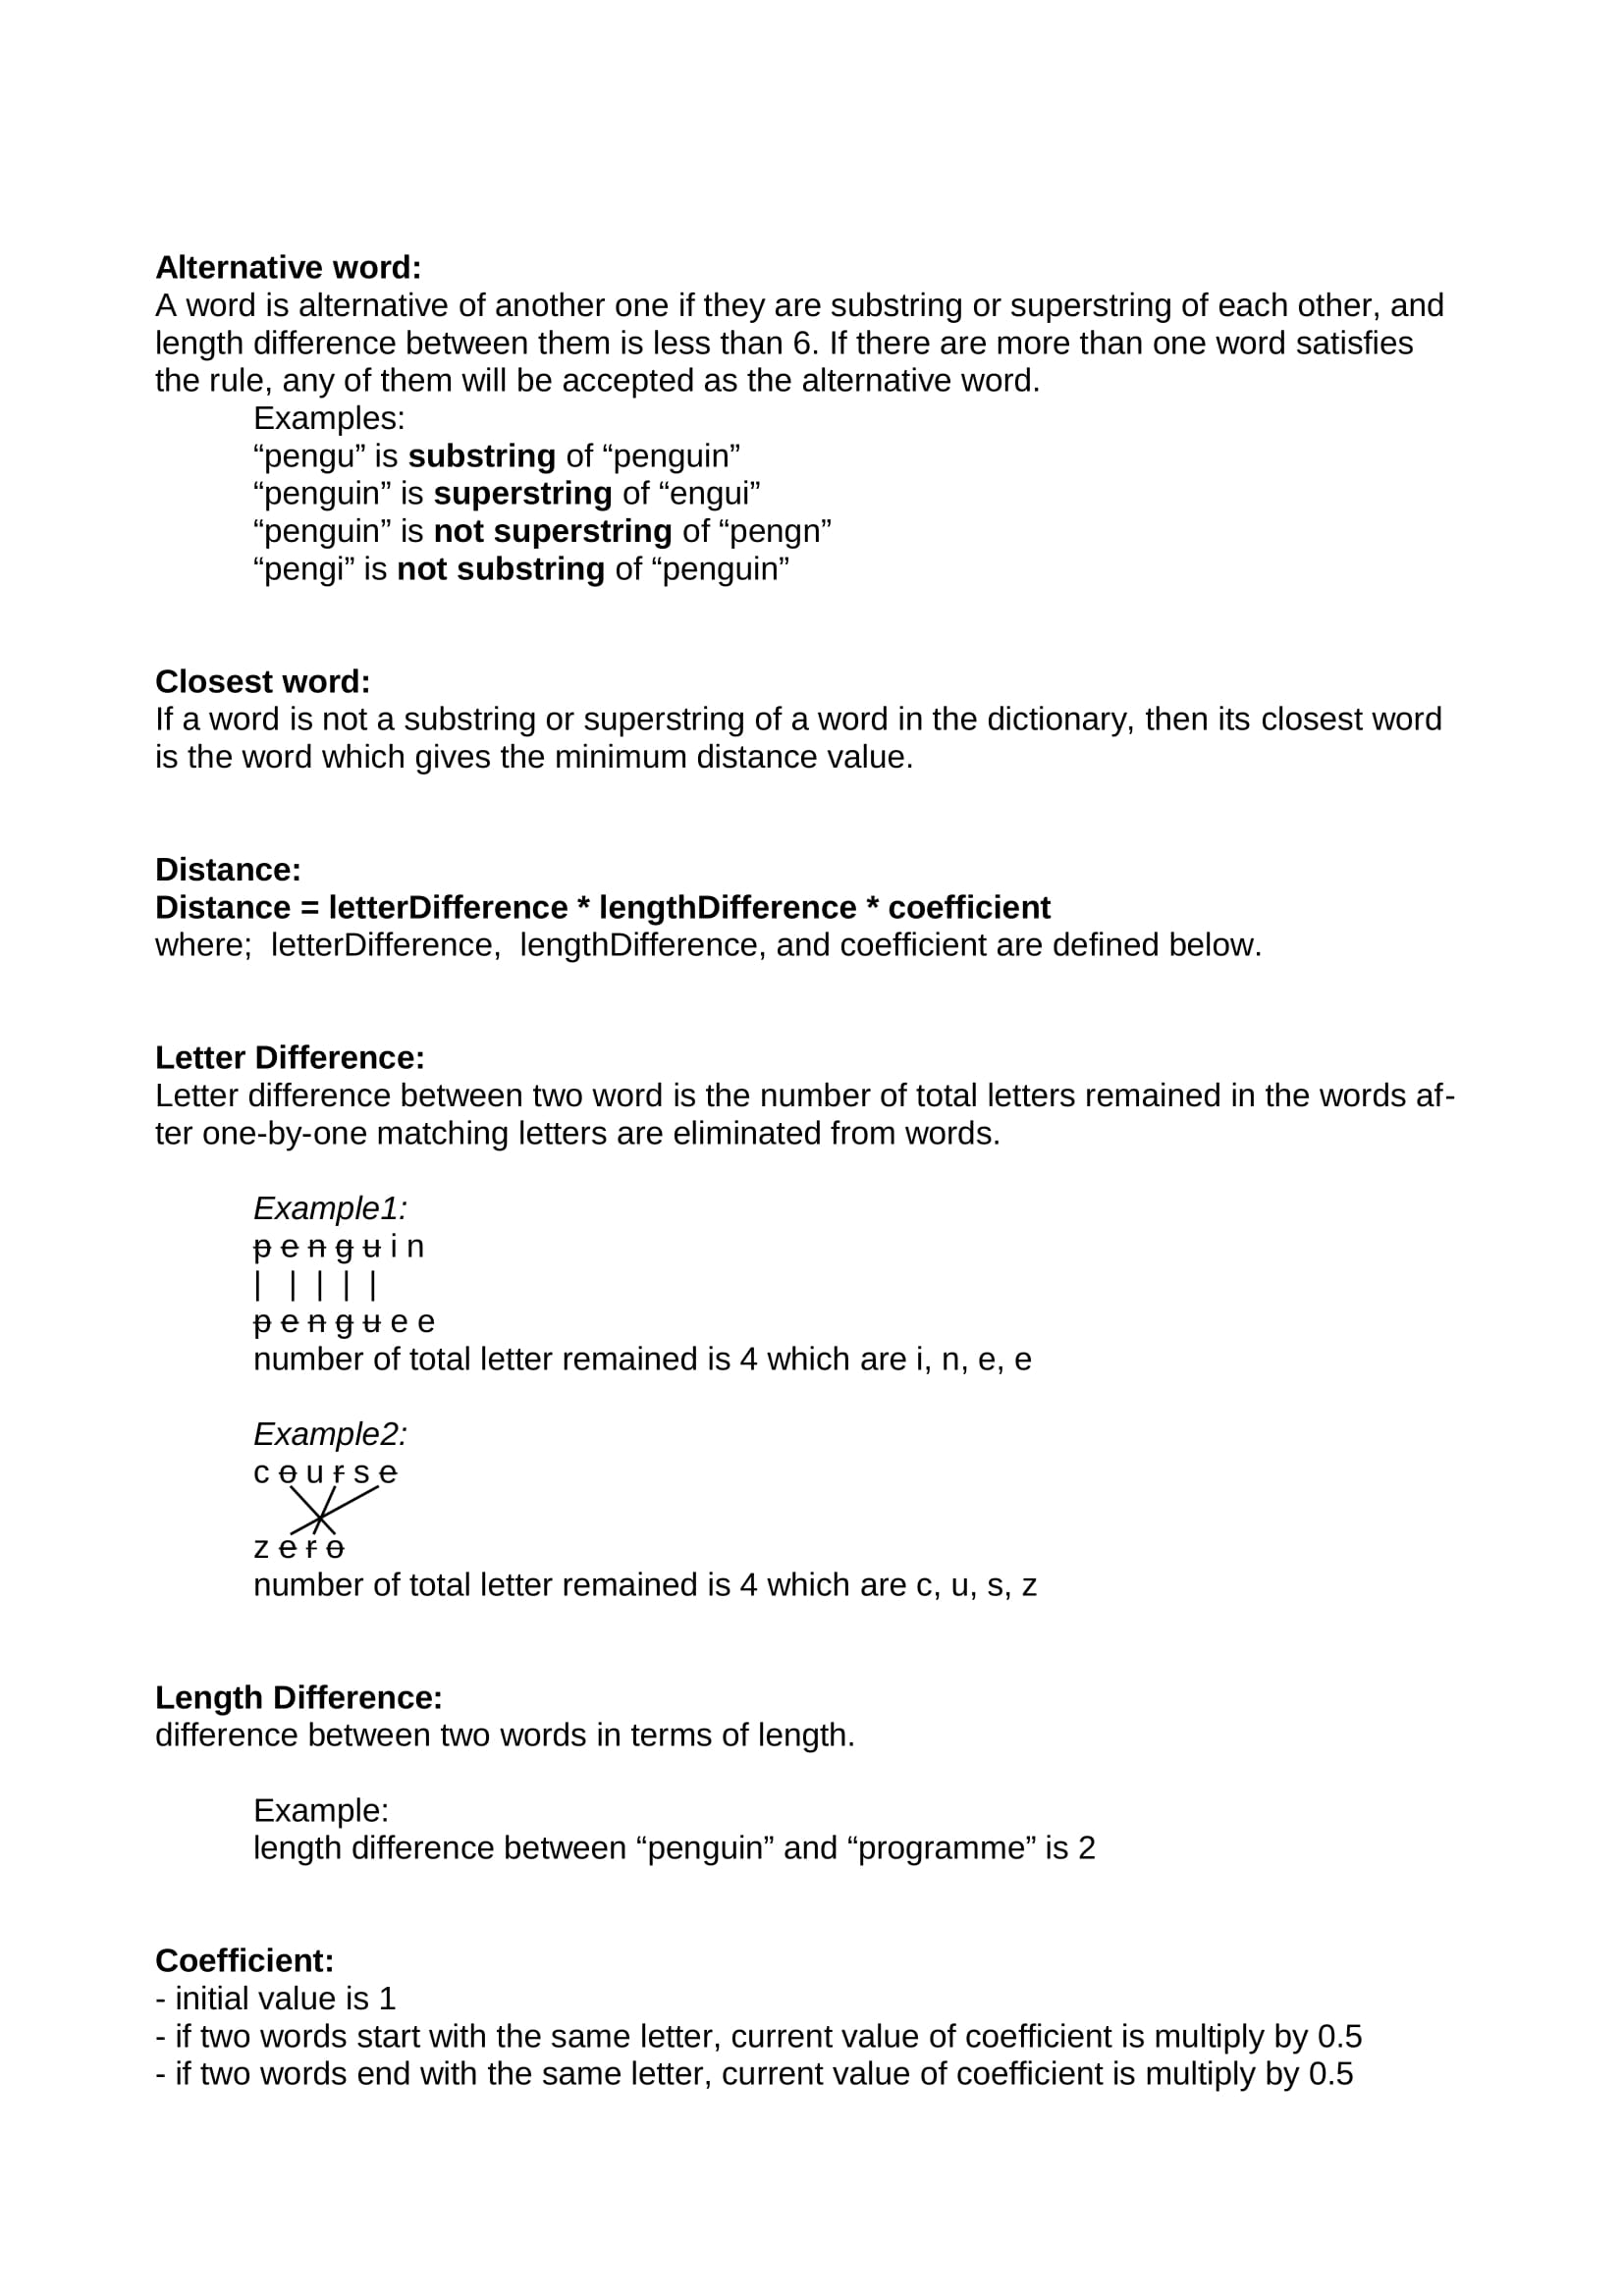 Alternative word:
A word is alternative of another one if they are substring or superstring of each other, and
length difference between them is less than 6. If there are more than one word satisfies
the rule, any of them will be accepted as the alternative word.
Examples:
“pengu” is substring of “penguin”
“penguin” is superstring of “engui”
“penguin” is not superstring of “pengn”
“pengi” is not substring of “penguin”
Closest word:
If a word is not a substring or superstring of a word in the dictionary, then its closest word
is the word which gives the minimum distance value.
Distance:
Distance = letterDifference * lengthDifference * coefficient
where;  letterDifference,  lengthDifference, and coefficient are defined below.
Letter Difference:
Letter difference between two word is the number of total letters remained in the words af-
ter one-by-one matching letters are eliminated from words.
Example1:
p e n g u i n
| | | | |
p e n g u e e
number of total letter remained is 4 which are i, n, e, e
Example2:
c o u r s e
z e r o
number of total letter remained is 4 which are c, u, s, z
Length Difference:
difference between two words in terms of length.
Example:
length difference between “penguin” and “programme” is 2
Coefficient:
- initial value is 1
- if two words start with the same letter, current value of coefficient is multiply by 0.5
- if two words end with the same letter, current value of coefficient is multiply by 0.5